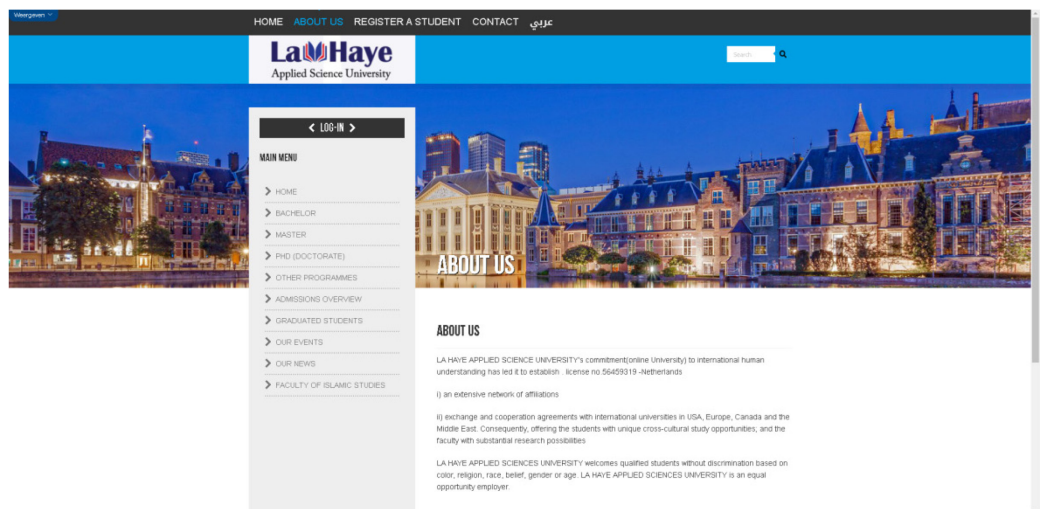 Weergeven
HOME ABOUT US REGISTER A STUDENT CONTACT عربي
La Haye
Applied Science University
Search
LOG-IN
MAIN MENU
HOME
BACHELOR
MASTER
PHD (DOCTORATE)
OTHER PROGRAMMES
ADMISSIONS OVERVIEW
GRADUATED STUDENTS
OUR EVENTS
OUR NEWS
FACULTY OF ISLAMIC STUDIES
ABOUT US
ABOUT US
LA HAYE APPLIED SCIENCE UNIVERSITY's commitment(online University) to international human
understanding has led it to establish . license no.56459319 -Netherlands
i) an extensive network of affiliations
ii) exchange and cooperation agreements with international universities in USA, Europe, Canada and the
Middle East. Consequently, offering the students with unique cross-cultural study opportunities; and the
faculty with substantial research possibilities
LA HAYE APPLIED SCIENCES UNIVERSITY welcomes qualified students without discrimination based on
color, religion, race, belief, gender or age. LA HAYE APPLIED SCIENCES UNIVERSITY is an equal
opportunity employer.